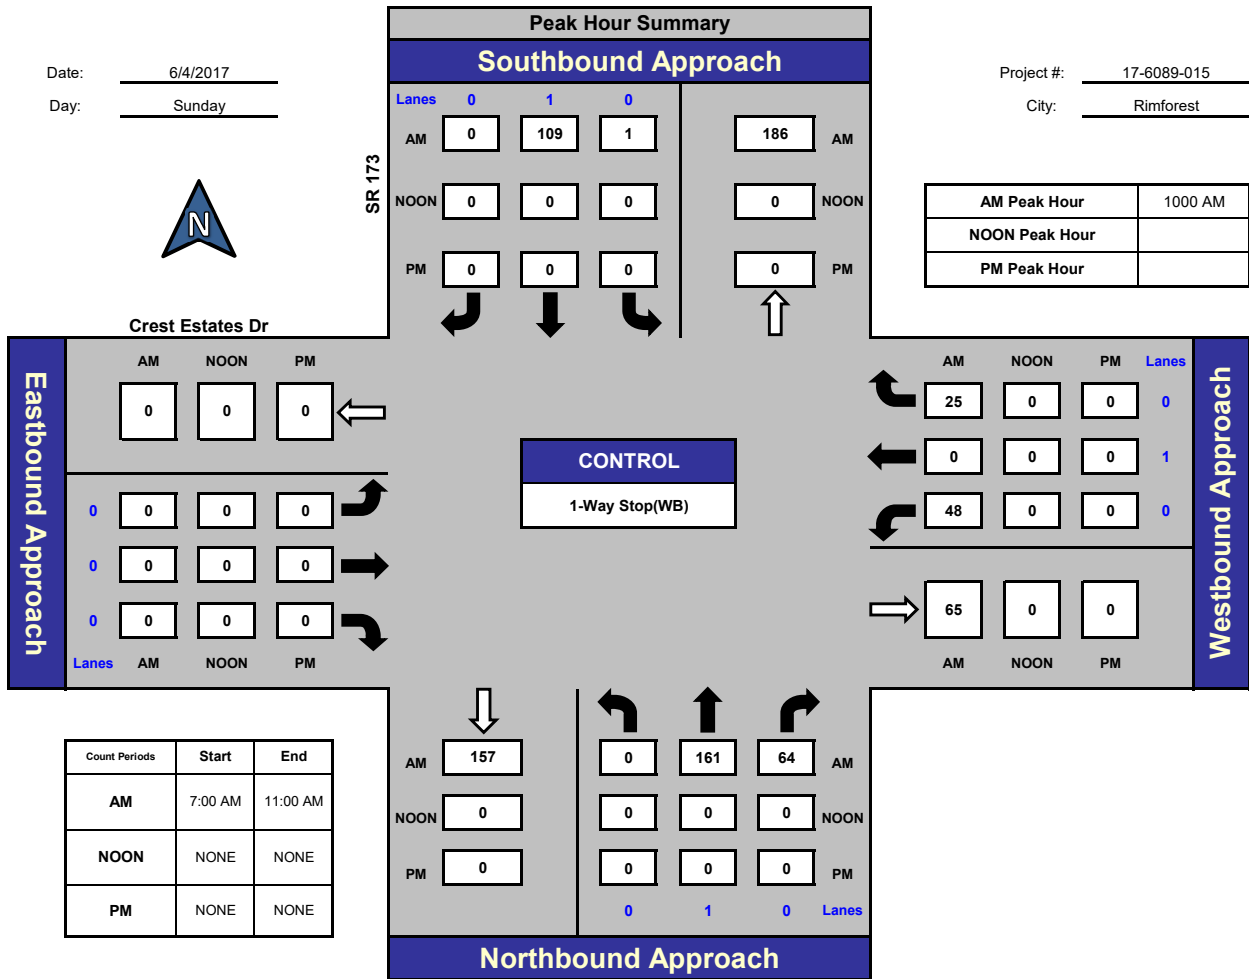 Peak Hour Summary
Southbound Approach
Date: 6/4/2017
Day: Sunday
Project #: 17-6089-015
City: Rimforest
N
SR 173
Lanes 0 1 0
AM 0 109 1 186 AM
NOON 0 0 0 0 NOON
PM 0 0 0 0 PM
AM Peak Hour 1000 AM
NOON Peak Hour
PM Peak Hour
Crest Estates Dr
Eastbound Approach
AM NOON PM
0 0 0
0 0 0 0
0 0 0 0
0 0 0 0
Lanes AM NOON PM
CONTROL
1-Way Stop(WB)
AM NOON PM Lanes
25 0 0 0
0 0 0 1
48 0 0 0
65 0 0
AM NOON PM
Westbound Approach
Count Periods Start End
AM 7:00 AM 11:00 AM
NOON NONE NONE
PM NONE NONE
AM 157 0 161 64 AM
NOON 0 0 0 0 NOON
PM 0 0 0 0 PM
0 1 0 Lanes
Northbound Approach